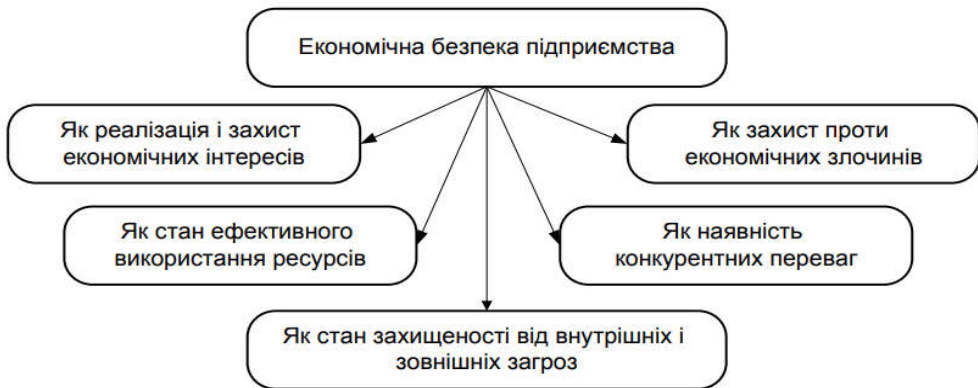 Економічна безпека підприємства
Як реалізація і захист
економічних інтересів
Як захист проти
економічних злочинів
Як стан ефективного
використання ресурсів
Як наявність
конкурентних переваг
Як стан захищеності від внутрішніх і
зовнішніх загроз